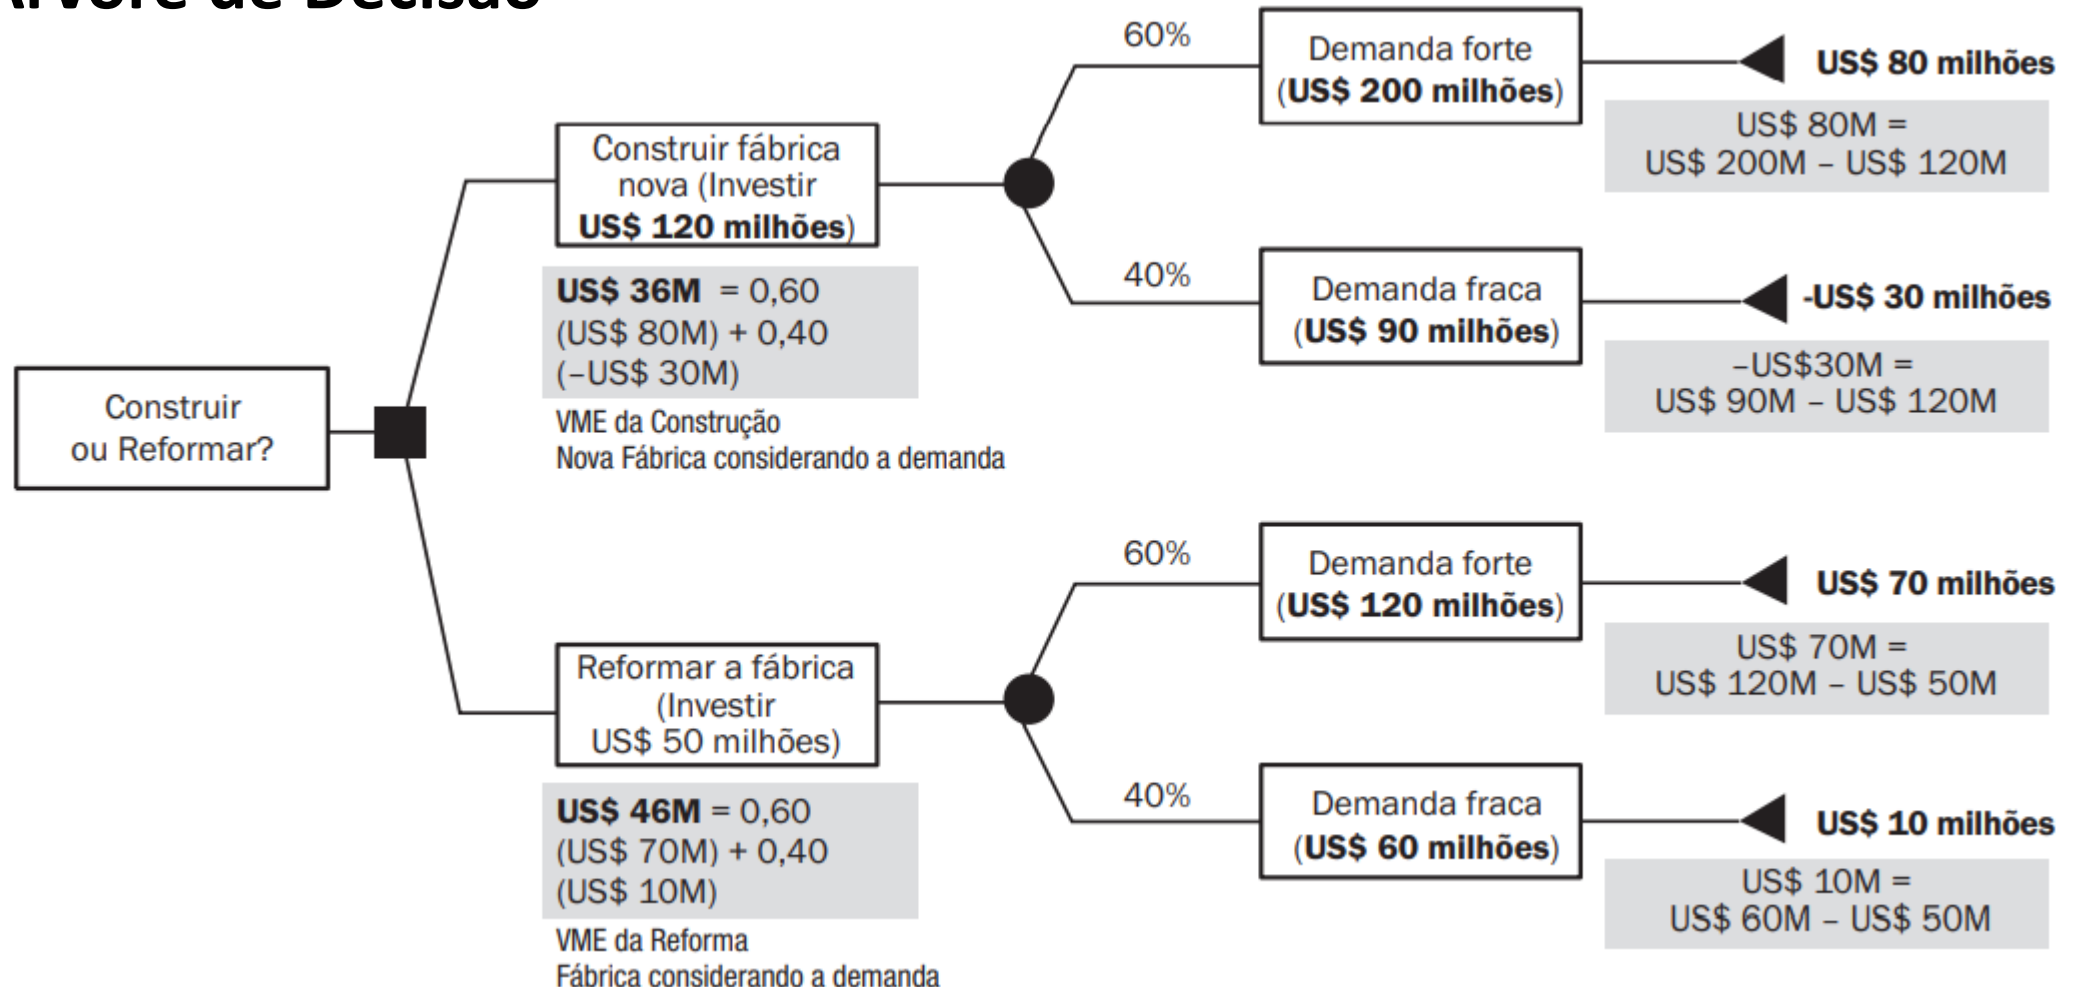 Árvore de Decisão
Construir
ou Reformar?
Construir fábrica
nova (Investir
US$ 120 milhões)
US$ 36M = 0,60
(US$ 80M) + 0,40
(–US$ 30M)
VME da Construção
Nova Fábrica considerando a demanda
60%
Demanda forte
(US$ 200 milhões)
US$ 80 milhões
US$ 80M =
US$ 200M – US$ 120M
40%
Demanda fraca
(US$ 90 milhões)
-US$ 30 milhões
–US$30M =
US$ 90M – US$ 120M
Reformar a fábrica
(Investir
US$ 50 milhões)
US$ 46M = 0,60
(US$ 70M) + 0,40
(US$ 10M)
VME da Reforma
Fábrica considerando a demanda
60%
Demanda forte
(US$ 120 milhões)
US$ 70 milhões
US$ 70M =
US$ 120M – US$ 50M
40%
Demanda fraca
(US$ 60 milhões)
US$ 10 milhões
US$ 10M =
US$ 60M – US$ 50M